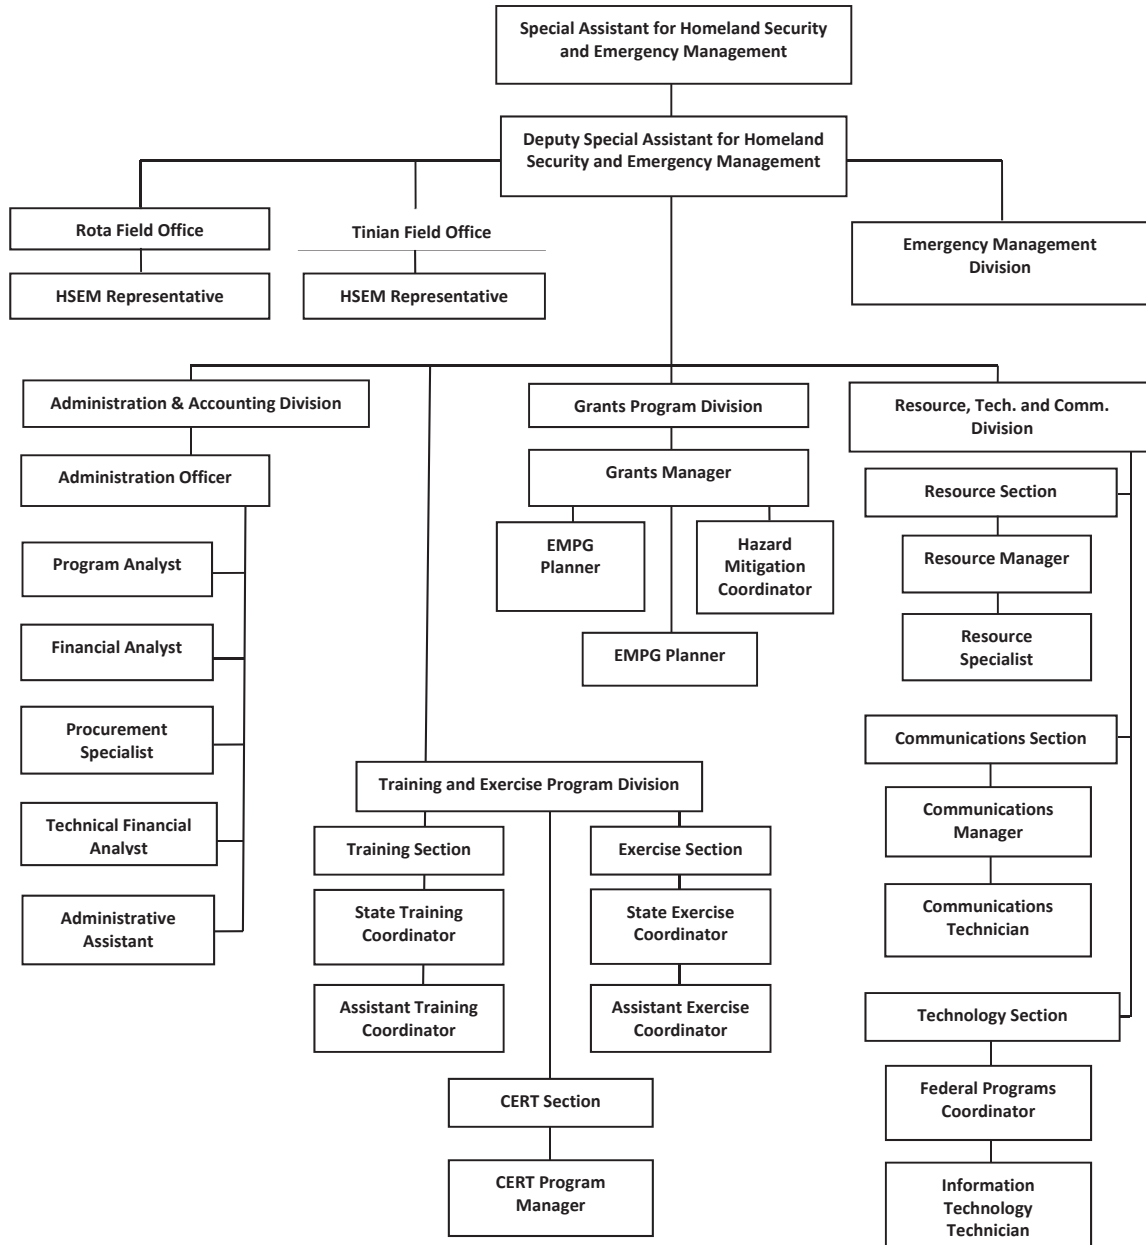 Special Assistant for Homeland Security
and Emergency Management
Deputy Special Assistant for Homeland
Security and Emergency Management
Rota Field Office
HSEM Representative
Tinian Field Office
HSEM Representative
Emergency Management
Division
Administration & Accounting Division
Administration Officer
Program Analyst
Financial Analyst
Procurement
Specialist
Technical Financial
Analyst
Administrative
Assistant
Grants Program Division
Grants Manager
EMPG
Planner
Hazard
Mitigation
Coordinator
EMPG Planner
Training and Exercise Program Division
Training Section
State Training
Coordinator
Assistant Training
Coordinator
Exercise Section
State Exercise
Coordinator
Assistant Exercise
Coordinator
CERT Section
CERT Program
Manager
Resource, Tech. and Comm.
Division
Resource Section
Resource Manager
Resource
Specialist
Communications Section
Communications
Manager
Communications
Technician
Technology Section
Federal Programs
Coordinator
Information
Technology
Technician